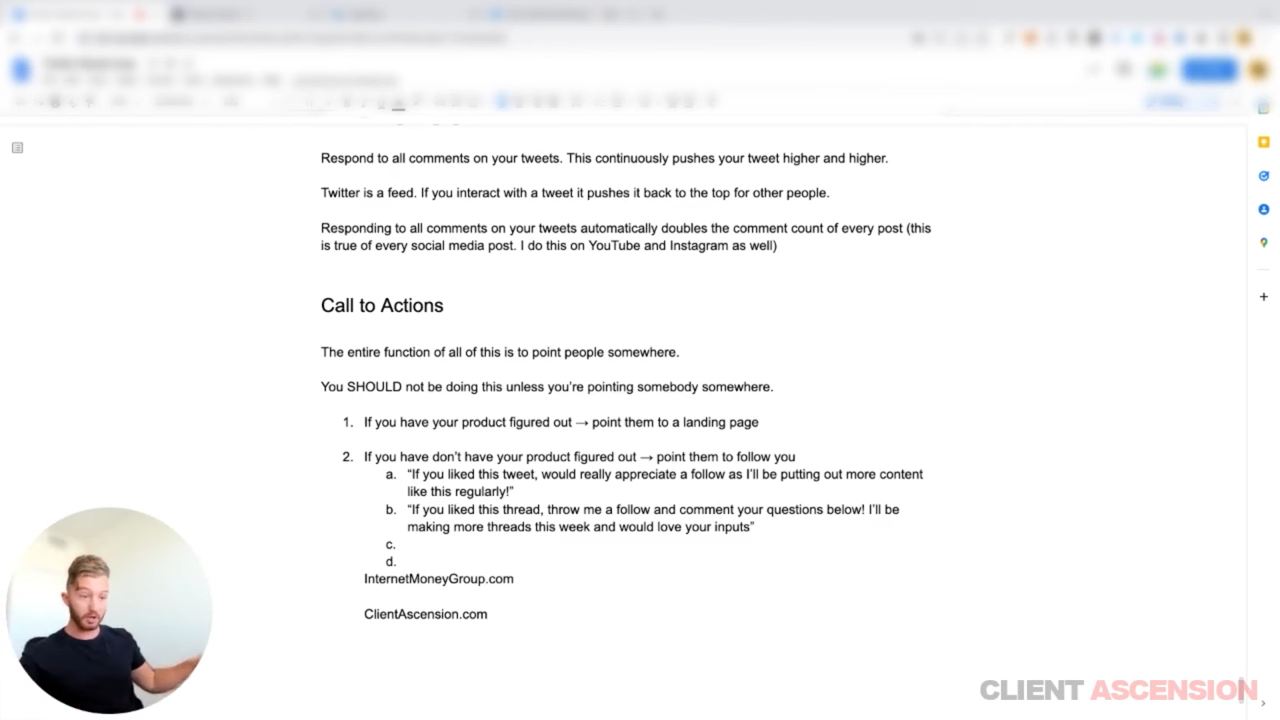 Respond to all comments on your tweets. This continuously pushes your tweet higher and higher.
Twitter is a feed. If you interact with a tweet it pushes it back to the top for other people.
Responding to all comments on your tweets automatically doubles the comment count of every post (this
is true of every social media post. I do this on YouTube and Instagram as well)
Call to Actions
The entire function of all of this is to point people somewhere.
You SHOULD not be doing this unless you’re pointing somebody somewhere.
1. If you have your product figured out → point them to a landing page
2. If you have don’t have your product figured out → point them to follow you
a. “If you liked this tweet, would really appreciate a follow as I’ll be putting out more content
like this regularly!”
b. “If you liked this thread, throw me a follow and comment your questions below! I’ll be
making more threads this week and would love your inputs”
c.
d.
InternetMoneyGroup.com
ClientAscension.com
CLIENT ASCENSION